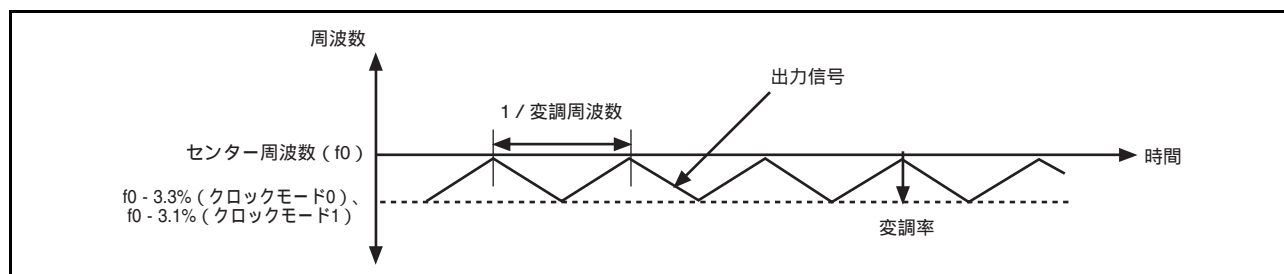 周波数
出力信号
1 / 変調周波数
センター周波数 ( f0 )
時間
f0 - 3.3% ( クロックモード0 ) 、
f0 - 3.1% ( クロックモード1 )
変調率